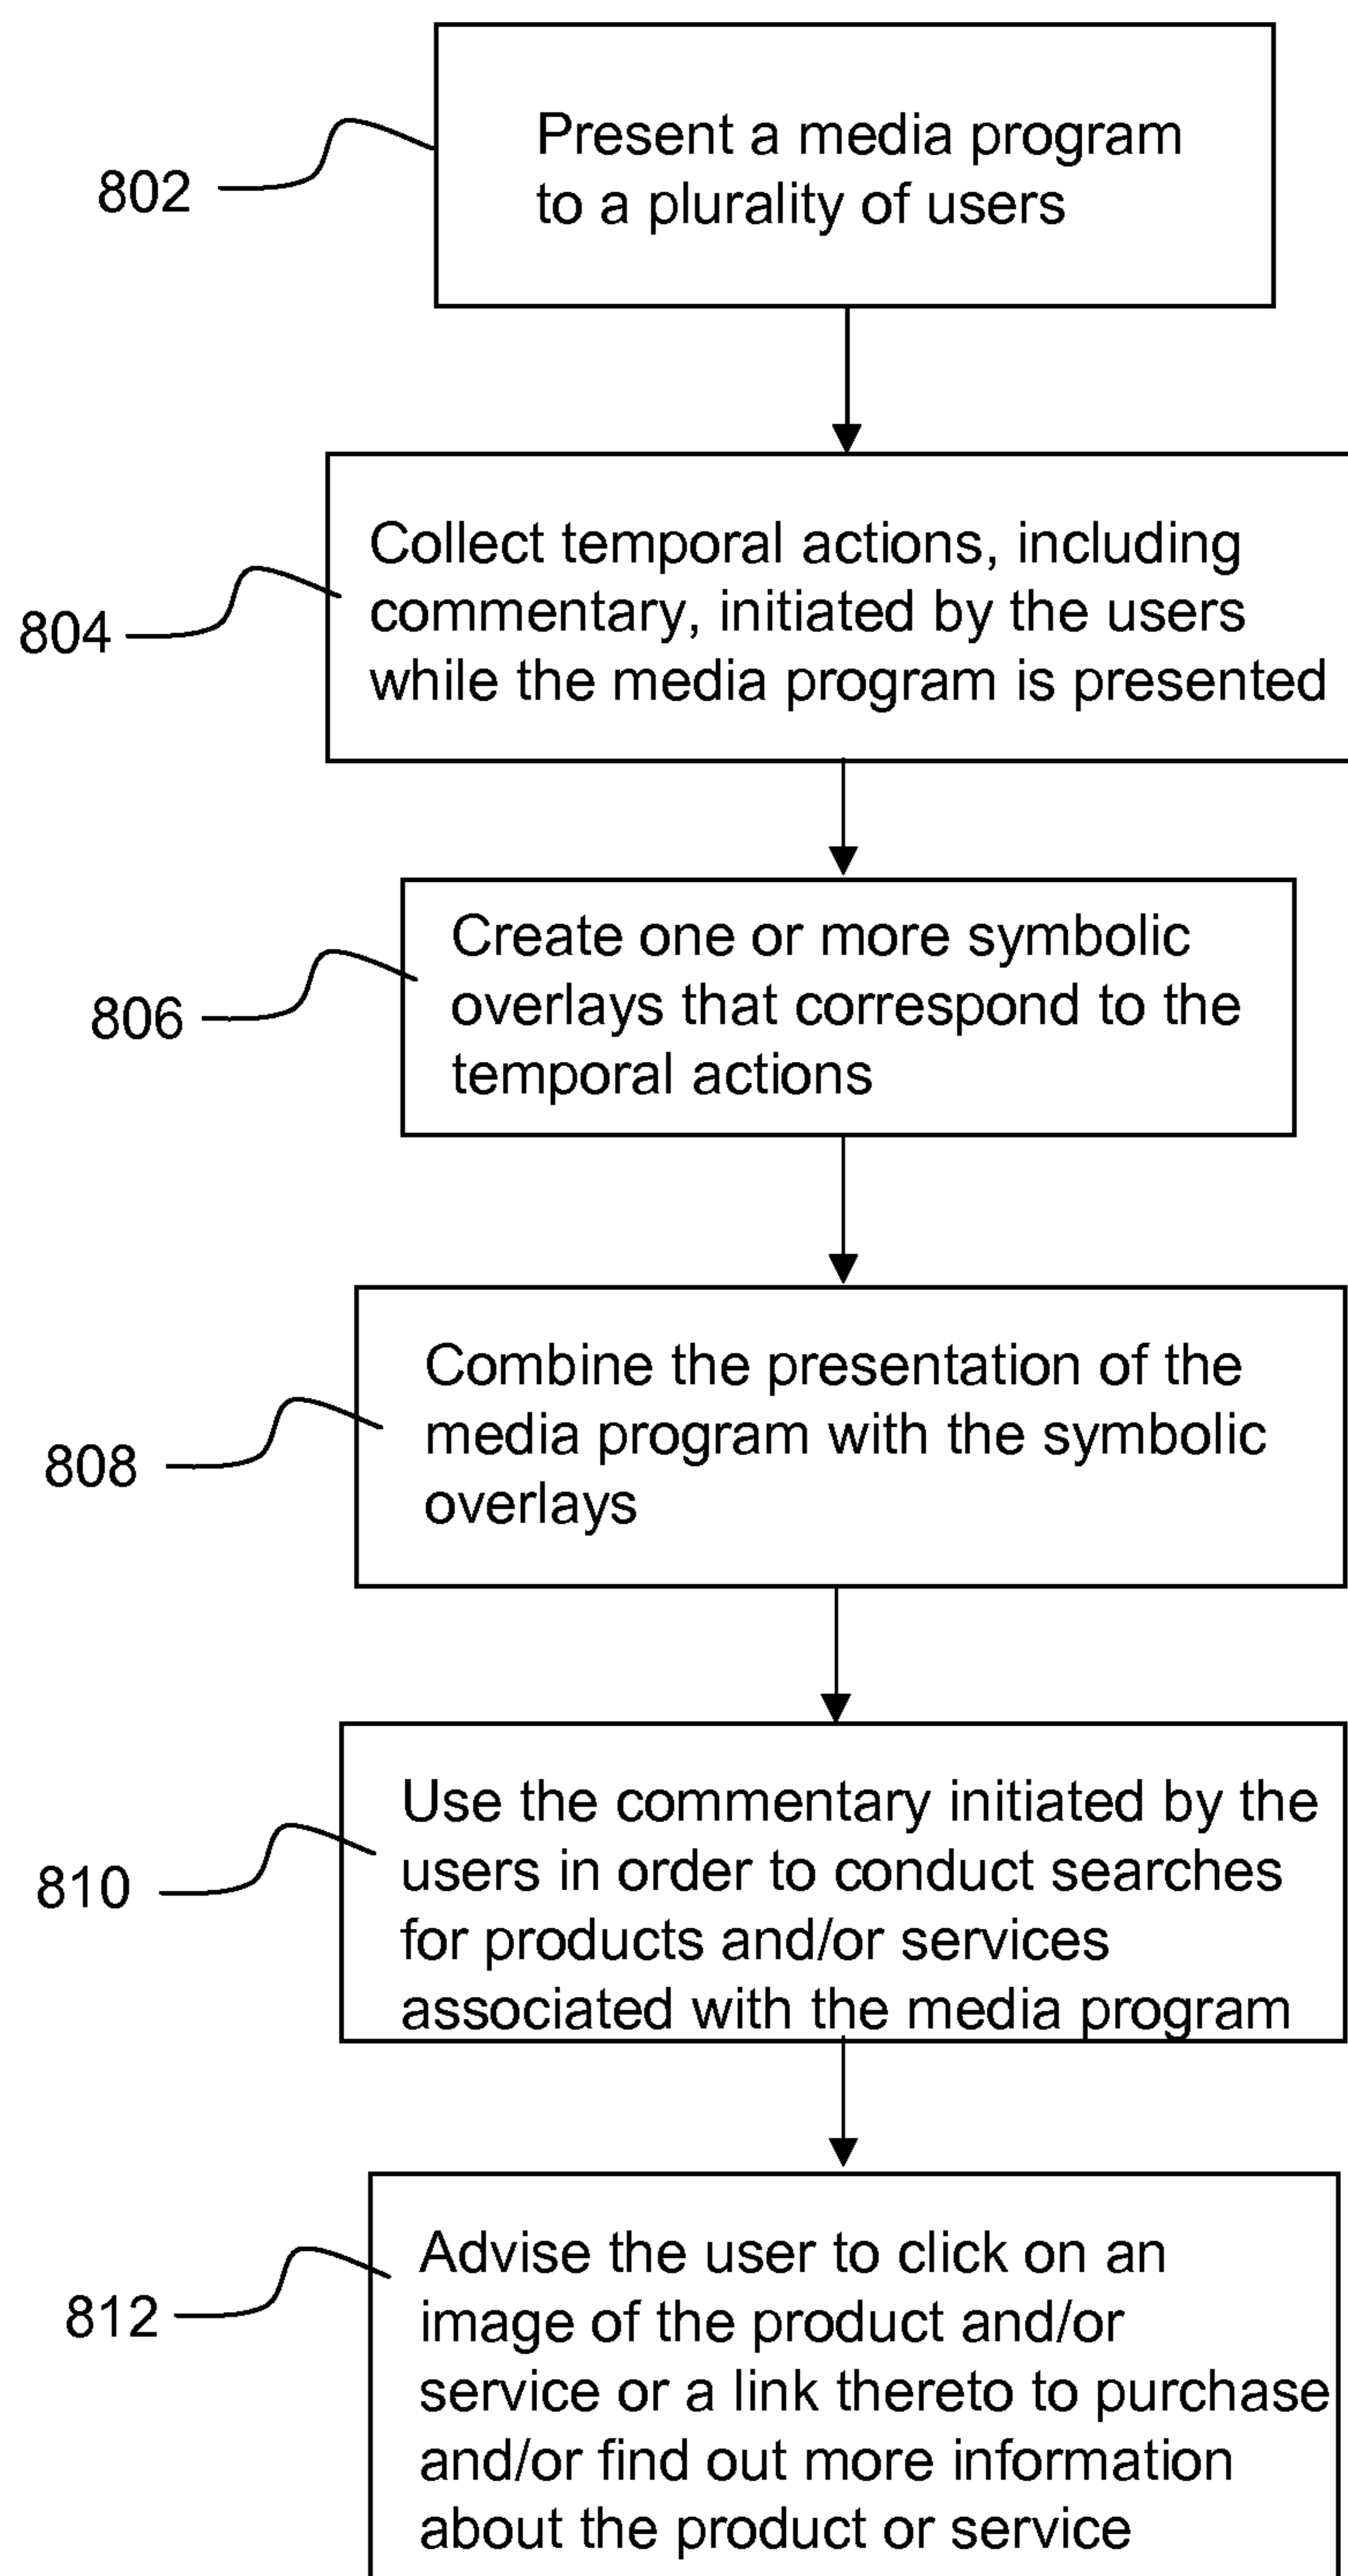 802
Present a media program
to a plurality of users
804
Collect temporal actions, including
commentary, initiated by the users
while the media program is presented
806
Create one or more symbolic
overlays that correspond to the
temporal actions
808
Combine the presentation of the
media program with the symbolic
overlays
810
Use the commentary initiated by the
users in order to conduct searches
for products and/or services
associated with the media program
812
Advise the user to click on an
image of the product and/or
service or a link thereto to purchase
and/or find out more information
about the product or service